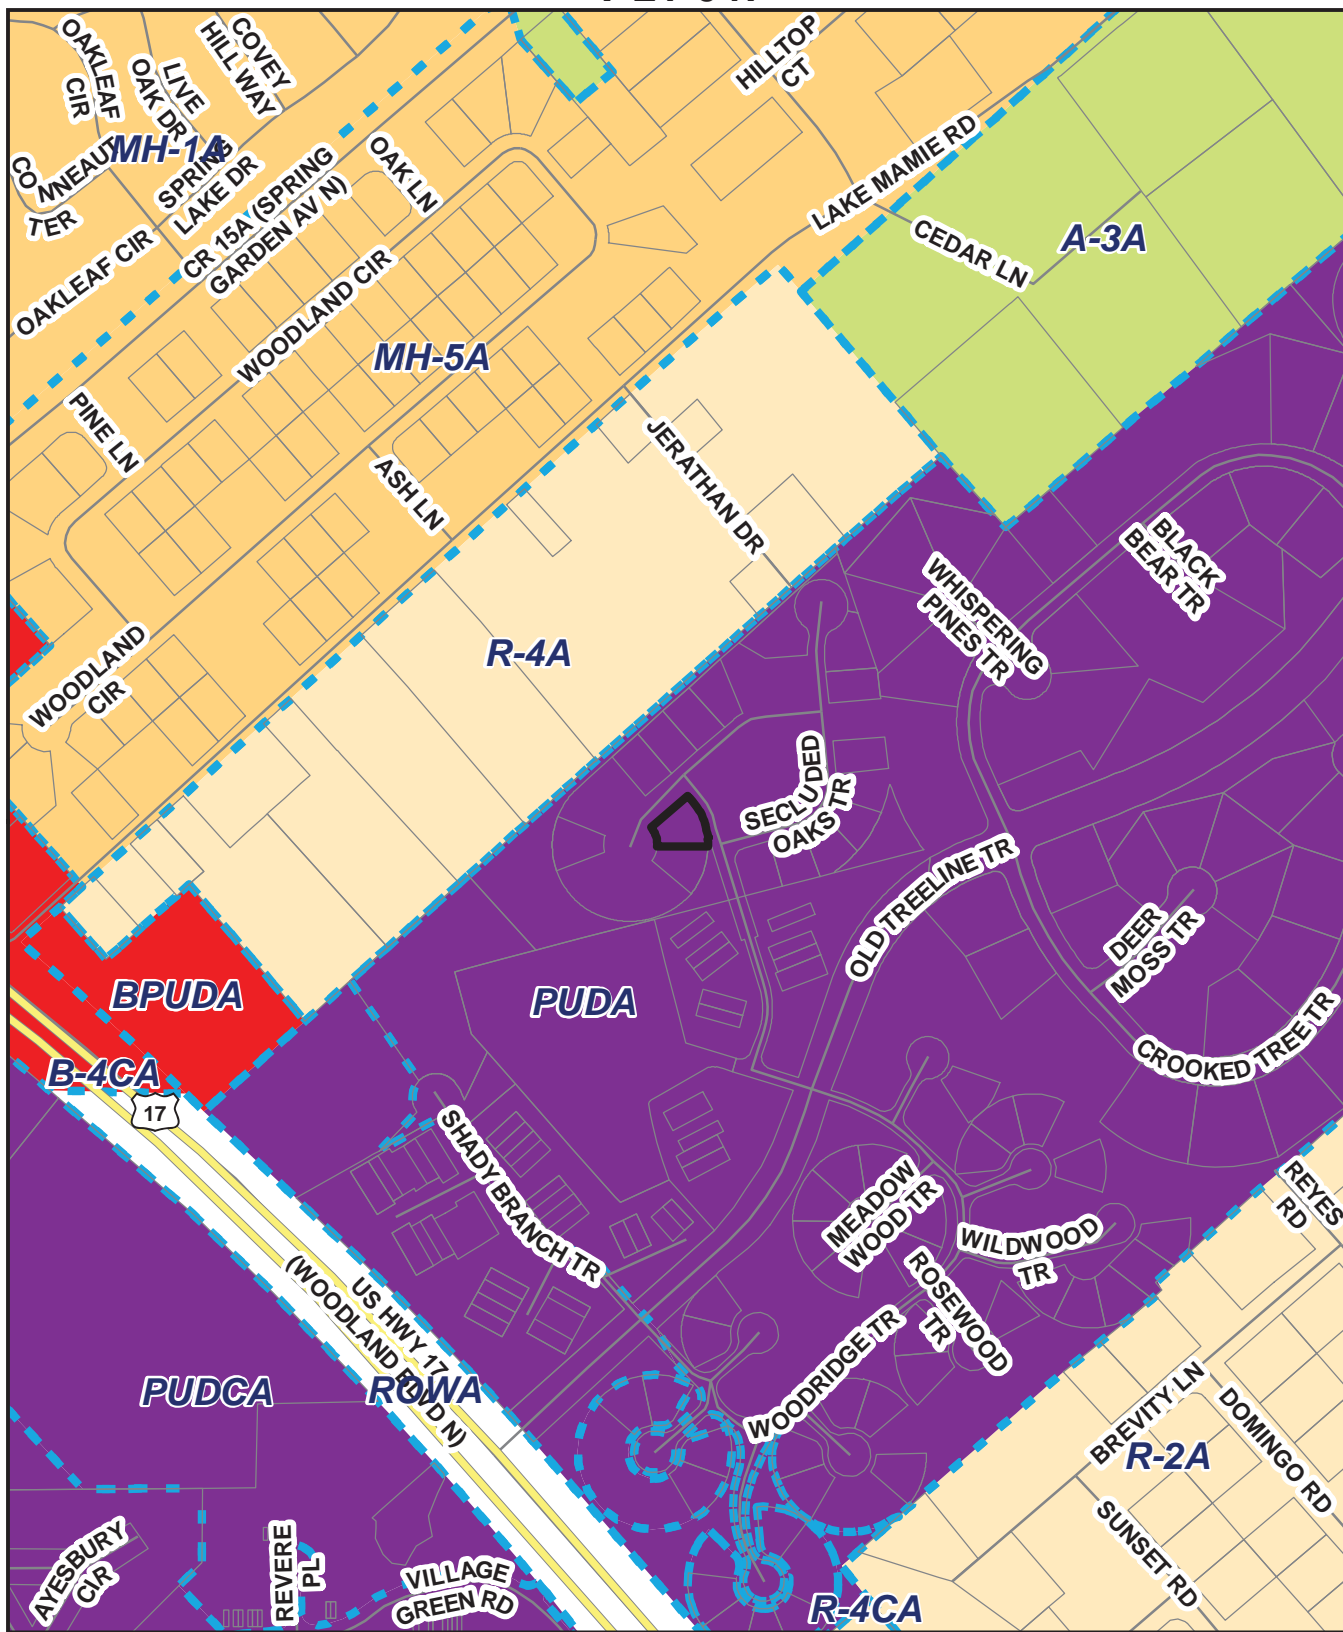 OAKLEAF
CIR
LIVE
OAK DR
COVEY
HILL WAY
HILLTOP
CT
MH-1A
CO
NNEAUT
TER
SPRING
LAKE DR
OAK LN
LAKE MAMIE RD
CR 15A (SPRING
GARDEN AV N)
OAKLEAF CIR
CEDAR LN
A-3A
WOODLAND CIR
MH-5A
PINE LN
ASH LN
JERATHAN DR
BLACK
BEAR TR
WHISPERING
PINES TR
WOODLAND
CIR
R-4A
SECLUDED
OAKS TR
OLD TREELINE TR
DEER
MOSS TR
BPUDA
PUDA
CROOKED TREE TR
B-4CA
17
SHADY BRANCH TR
MEADOW
WOOD TR
WILDWOOD
TR
REYES
RD
ROSEWOOD
TR
US HWY 17
(WOODLAND BLVD N)
WOODRIDGE TR
PUDCA
ROWA
BREVITY LN
DOMINGO RD
R-2A
SUNSET RD
AYESBURY
CIR
REVERE
PL
VILLAGE
GREEN RD
R-4CA